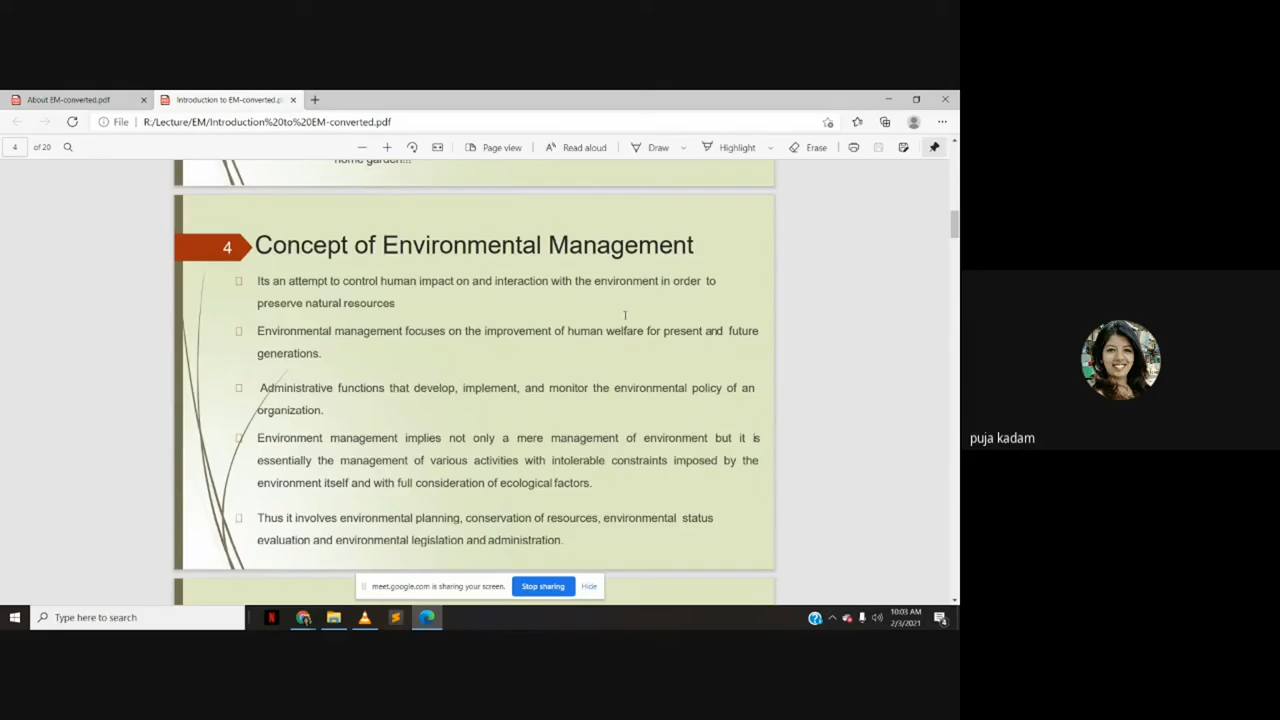 About EM-converted.pdf
Introduction to EM-converted.p
File
R:/Lecture/EM/Introduction%20to%20EM-converted.pdf
4 of 20
Page view
Read aloud
Draw
Highlight
Erase
home garden!!!
4
Concept of Environmental Management
Its an attempt to control human impact on and interaction with the environment in order to
preserve natural resources
Environmental management focuses on the improvement of human welfare for present and future
generations.
Administrative functions that develop, implement, and monitor the environmental policy of an
organization.
Environment management implies not only a mere management of environment but it is
essentially the management of various activities with intolerable constraints imposed by the
environment itself and with full consideration of ecological factors.
Thus it involves environmental planning, conservation of resources, environmental status
evaluation and environmental legislation and administration.
meet.google.com is sharing your screen.
Stop sharing
Hide
Type here to search
10:03 AM
2/3/2021
4
puja kadam